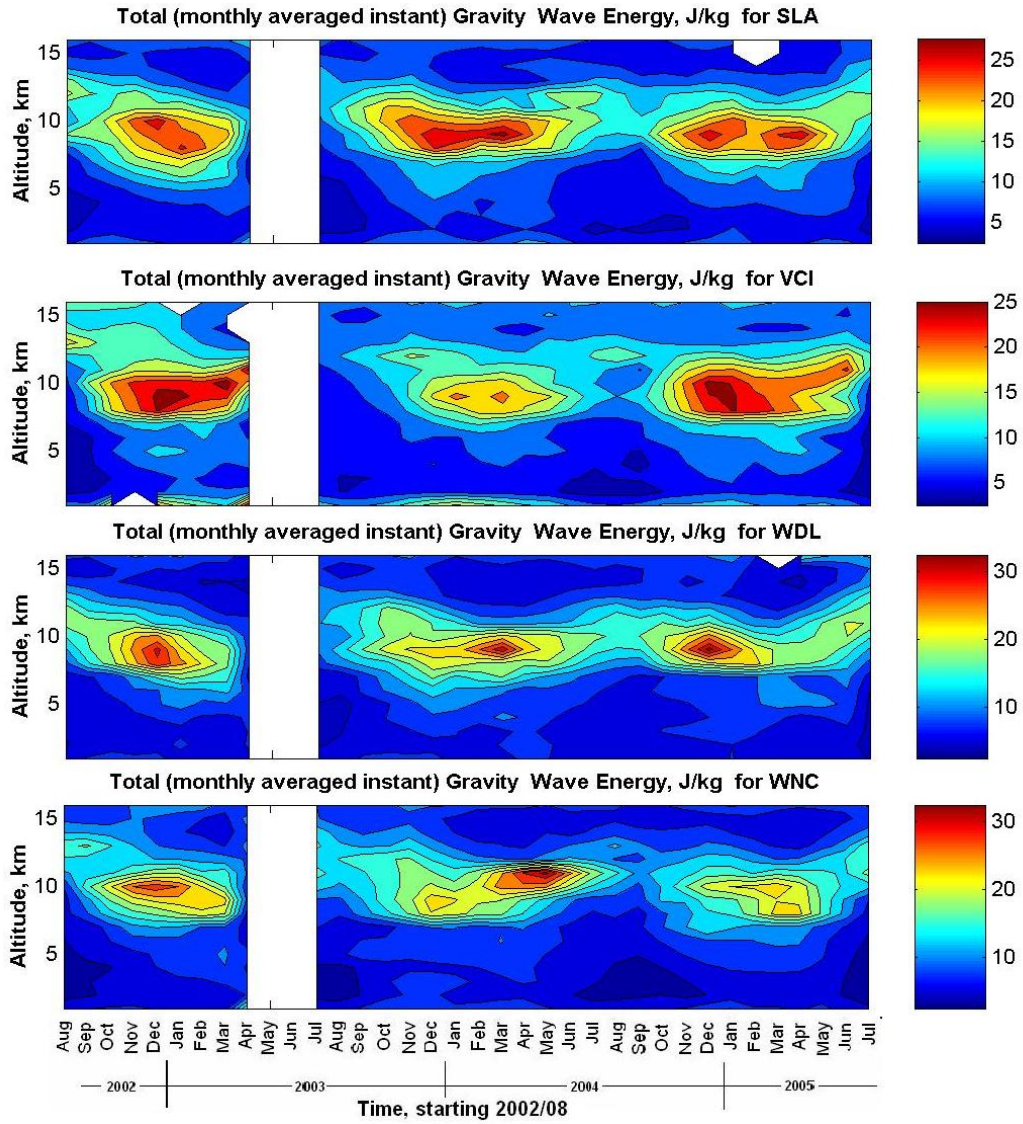 Total (monthly averaged instant) Gravity Wave Energy, J/kg for SLA
Altitude, km
15
10
5
25
20
15
10
5
Total (monthly averaged instant) Gravity Wave Energy, J/kg for VCI
Altitude, km
15
10
5
25
20
15
10
5
Total (monthly averaged instant) Gravity Wave Energy, J/kg for WDL
Altitude, km
15
10
5
30
20
10
Total (monthly averaged instant) Gravity Wave Energy, J/kg for WNC
Altitude, km
15
10
5
30
20
10
Aug Sep Oct Nov Dec Jan Feb Mar Apr May Jun Jul Aug Sep Oct Nov Dec Jan Feb Mar Apr May Jun Jul Aug Sep Oct Nov Dec Jan Feb Mar Apr May Jun Jul
2002 2003 2004 2005
Time, starting 2002/08